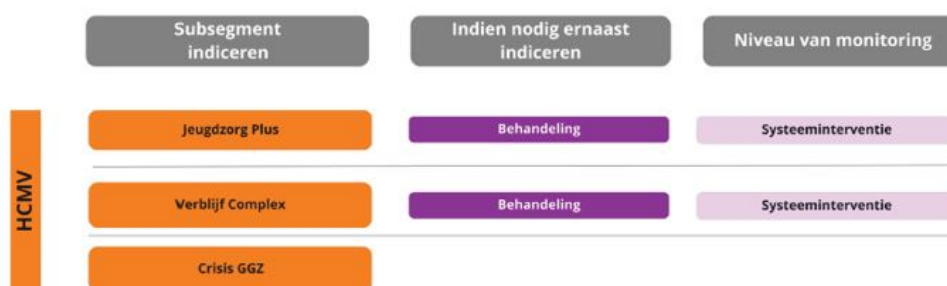 Subsegment
indiceren
Indien nodig ernaast
indiceren
Niveau van monitoring
HCMV
Jeugdzorg Plus
Behandeling
Systeeminterventie
Verblijf Complex
Behandeling
Systeeminterventie
Crisis GGZ